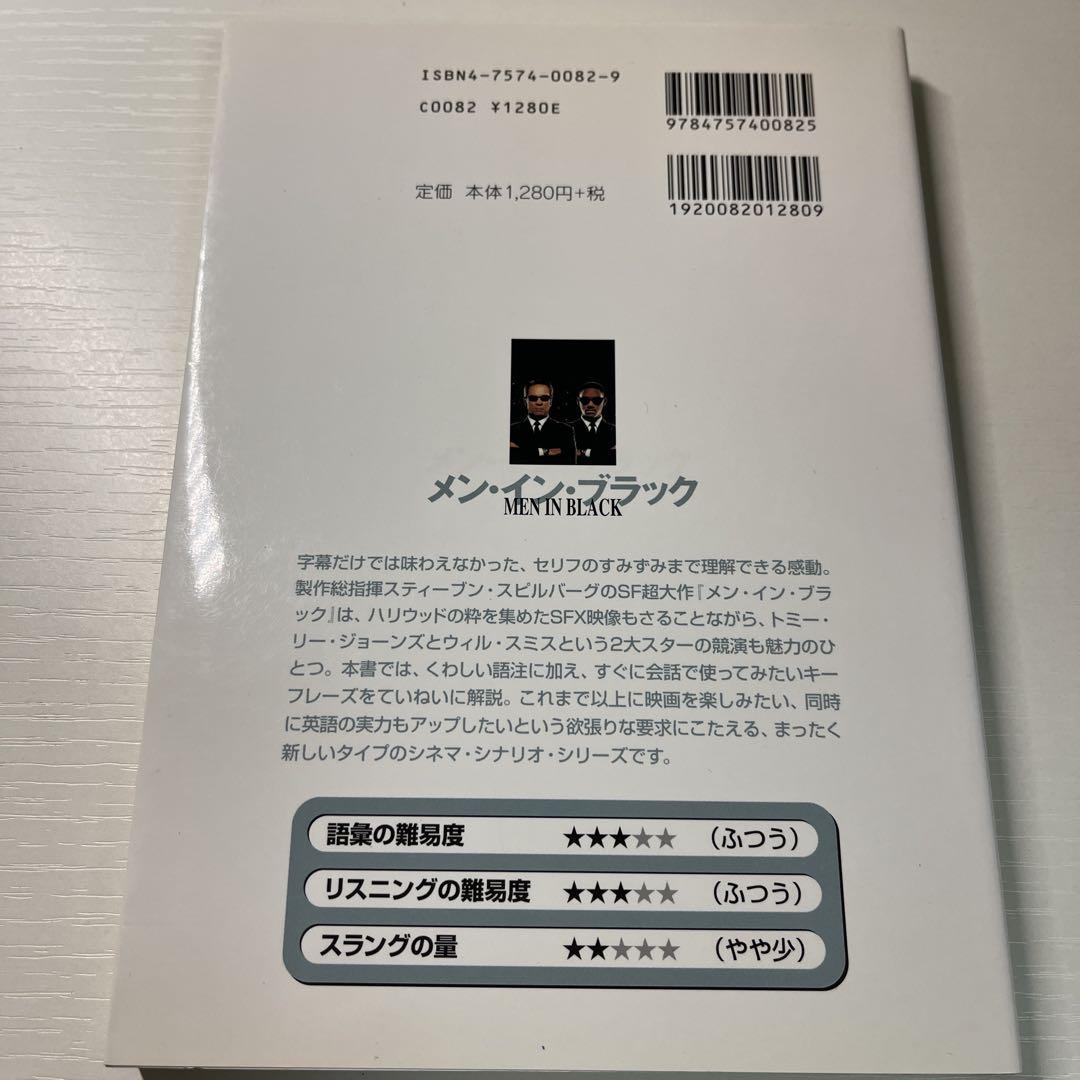 ISBN4-7574-0082-9
C0082 ¥1280E
9784757400825
定価 本体1,280円+税
1920082012809
メン・イン・ブラック
MEN IN BLACK
字幕だけでは味わえなかった、セリフのすみずみまで理解できる感動。
製作総指揮スティーブン・スピルバーグのSF超大作『メン・イン・ブラ
ック』は、ハリウッドの粋を集めたSFX映像もさることながら、トミー・
リー・ジョーンズとウィル・スミスという2大スターの競演も魅力のひ
とつ。本書では、くわしい語注に加え、すぐに会話で使ってみたいキー
フレーズをていねいに解説。これまで以上に映画を楽しみたい、同時
に英語の実力もアップしたいという欲張りな要求にこたえる、まったく
新しいタイプのシネマ・シナリオ・シリーズです。
語彙の難易度 ★★★★★ (ふつう)
リスニングの難易度 ★★★★★ (ふつう)
スラングの量 ★★★★★ (やや少)